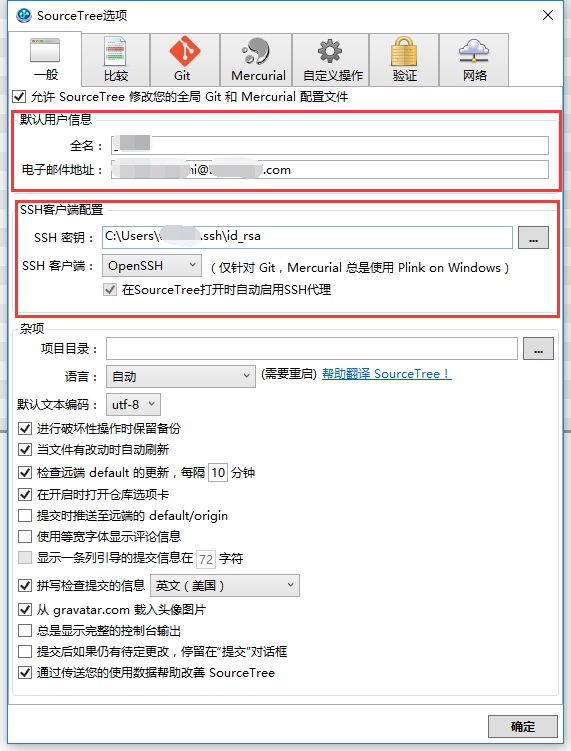 SourceTree选项
一般 比较 Git Mercurial 自定义操作 验证 网络
允许 SourceTree 修改您的全局 Git 和 Mercurial 配置文件
默认用户信息
全名：
电子邮件地址： ni@ .com
SSH客户端配置
SSH 密钥： C:\Users\ .ssh\id_rsa ...
SSH 客户端： OpenSSH （仅针对 Git，Mercurial 总是使用 Plink on Windows）
在SourceTree打开时自动启用SSH代理
杂项
项目目录： ...
语言： 自动 (需要重启) 帮助翻译 SourceTree！
默认文本编码： utf-8
进行破坏性操作时保留备份
当文件有改动时自动刷新
检查远端 default 的更新，每隔 10 分钟
在开启时打开仓库选项卡
提交时推送至远端的 default/origin
使用等宽字体显示评论信息
显示一条列引导的提交信息在 72 字符
拼写检查提交的信息 英文（美国）
从 gravatar.com 载入头像图片
总是显示完整的控制台输出
提交后如果仍有待定更改，停留在“提交”对话框
通过传送您的使用数据帮助改善 SourceTree
确定